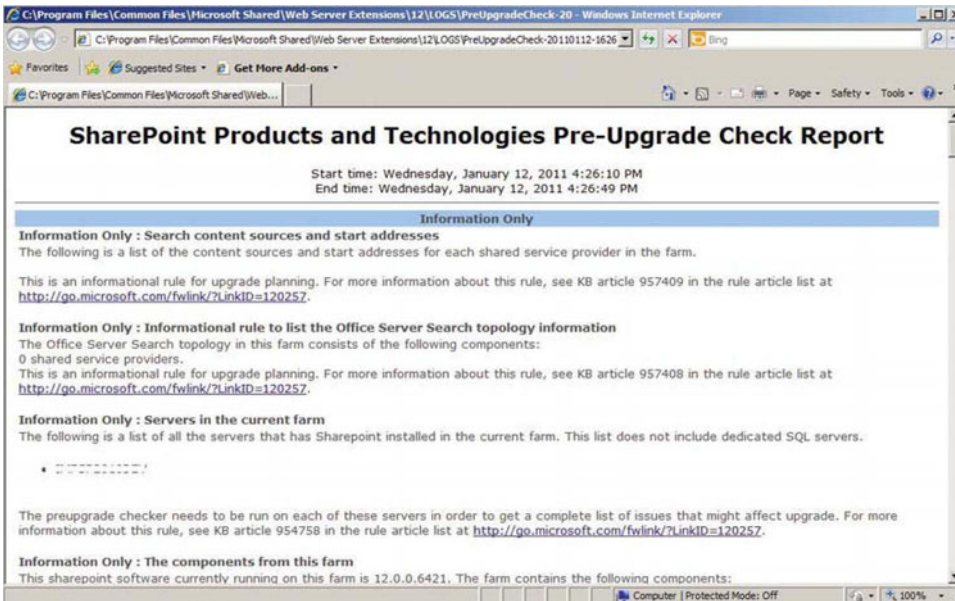 C:\Program Files\Common Files\Microsoft Shared\Web Server Extensions\12\LOGS\PreUpgradeCheck-20 - Windows Internet Explorer
C:\Program Files\Common Files\Microsoft Shared\Web Server Extensions\12\LOGS\PreUpgradeCheck-20110112-1626
Bing
Favorites Suggested Sites Get More Add-ons
C:\Program Files\Common Files\Microsoft Shared\Web...
Page Safety Tools
SharePoint Products and Technologies Pre-Upgrade Check Report
Start time: Wednesday, January 12, 2011 4:26:10 PM
End time: Wednesday, January 12, 2011 4:26:49 PM
Information Only
Information Only : Search content sources and start addresses
The following is a list of the content sources and start addresses for each shared service provider in the farm.
This is an informational rule for upgrade planning. For more information about this rule, see KB article 957409 in the rule article list at
http://go.microsoft.com/fwlink/?LinkID=120257.
Information Only : Informational rule to list the Office Server Search topology information
The Office Server Search topology in this farm consists of the following components:
0 shared service providers.
This is an informational rule for upgrade planning. For more information about this rule, see KB article 957408 in the rule article list at
http://go.microsoft.com/fwlink/?LinkID=120257.
Information Only : Servers in the current farm
The following is a list of all the servers that has Sharepoint installed in the current farm. This list does not include dedicated SQL servers.
The preupgrade checker needs to be run on each of these servers in order to get a complete list of issues that might affect upgrade. For more
information about this rule, see KB article 954758 in the rule article list at http://go.microsoft.com/fwlink/?LinkID=120257.
Information Only : The components from this farm
This sharepoint software currently running on this farm is 12.0.0.6421. The farm contains the following components:
Computer | Protected Mode: Off
100%